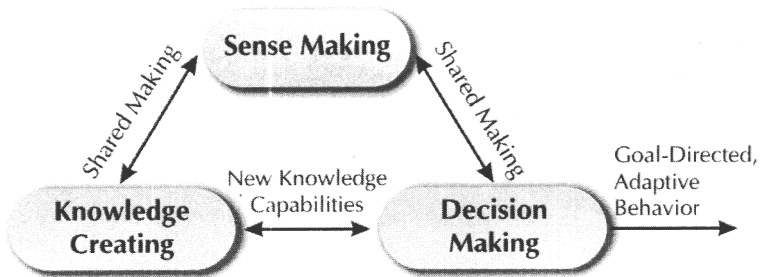 Sense Making
Shared Making
Shared Making
New Knowledge
Capabilities
Goal-Directed,
Adaptive
Behavior
Knowledge
Creating
Decision
Making